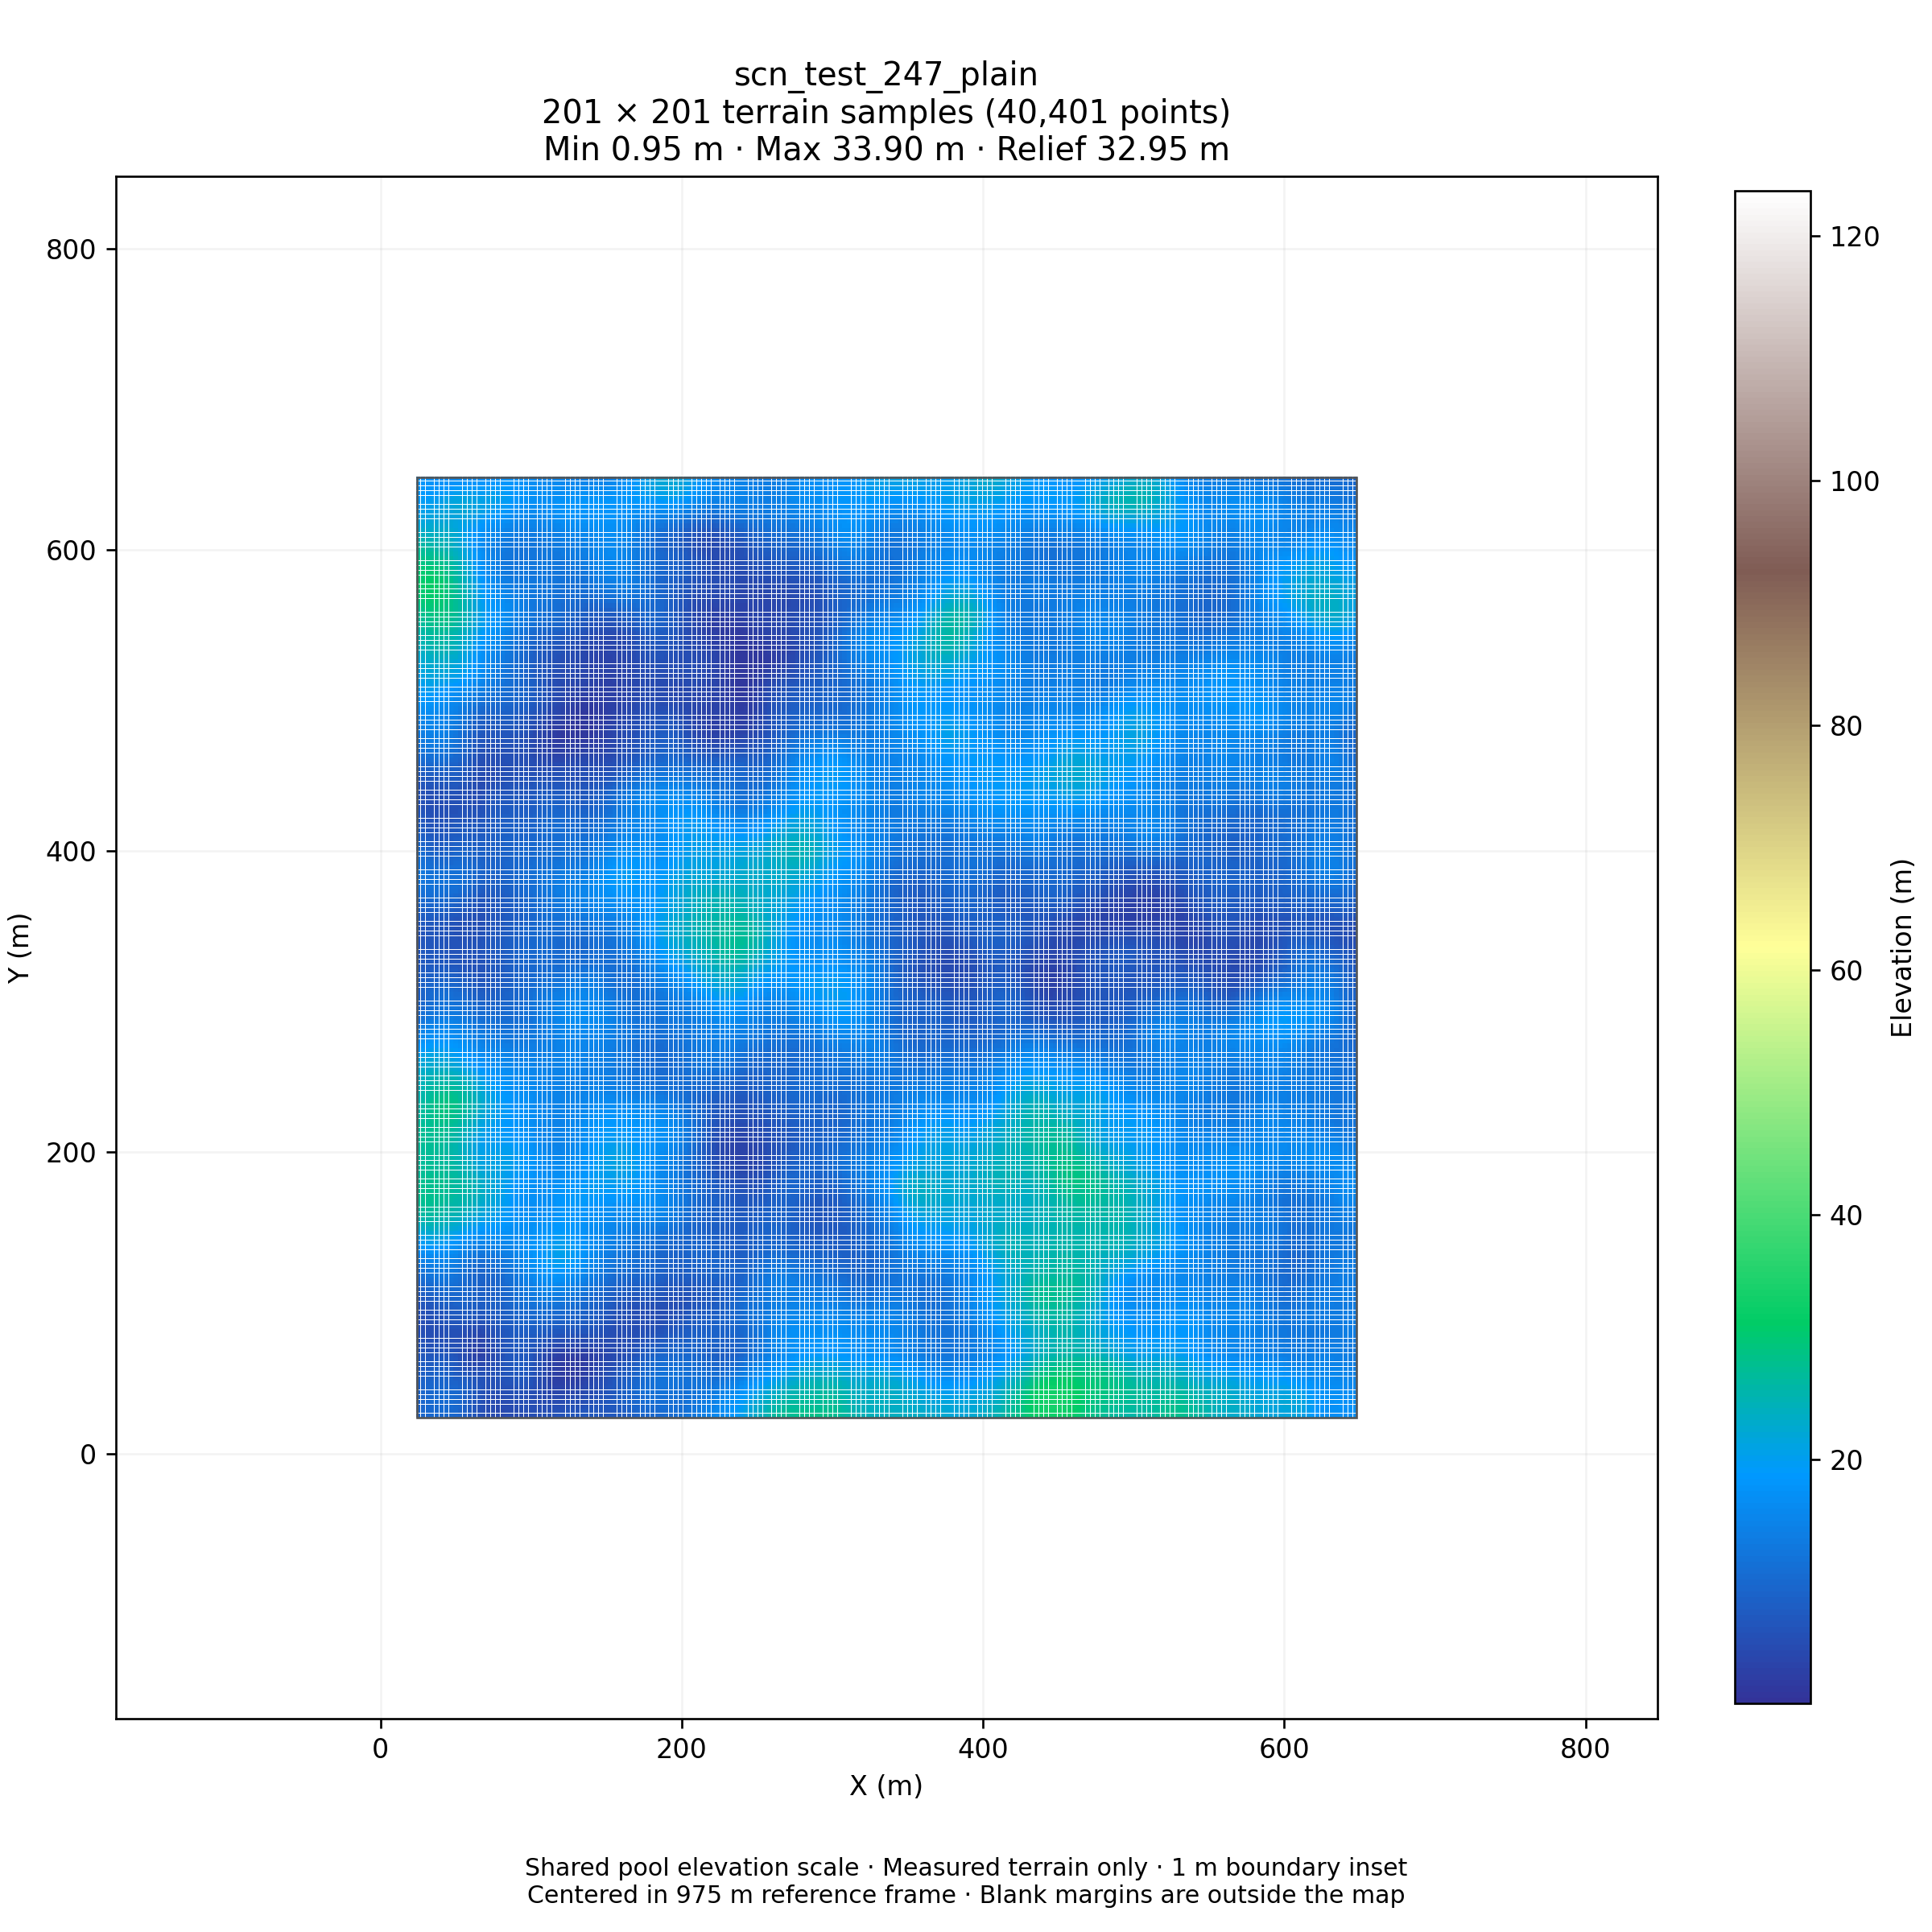 scn_test_247_plain
201 × 201 terrain samples (40,401 points)
Min 0.95 m · Max 33.90 m · Relief 32.95 m
800
600
400
200
0
Y (m)
0
200
400
600
800
X (m)
120
100
80
60
40
20
Elevation (m)
Shared pool elevation scale · Measured terrain only · 1 m boundary inset
Centered in 975 m reference frame · Blank margins are outside the map